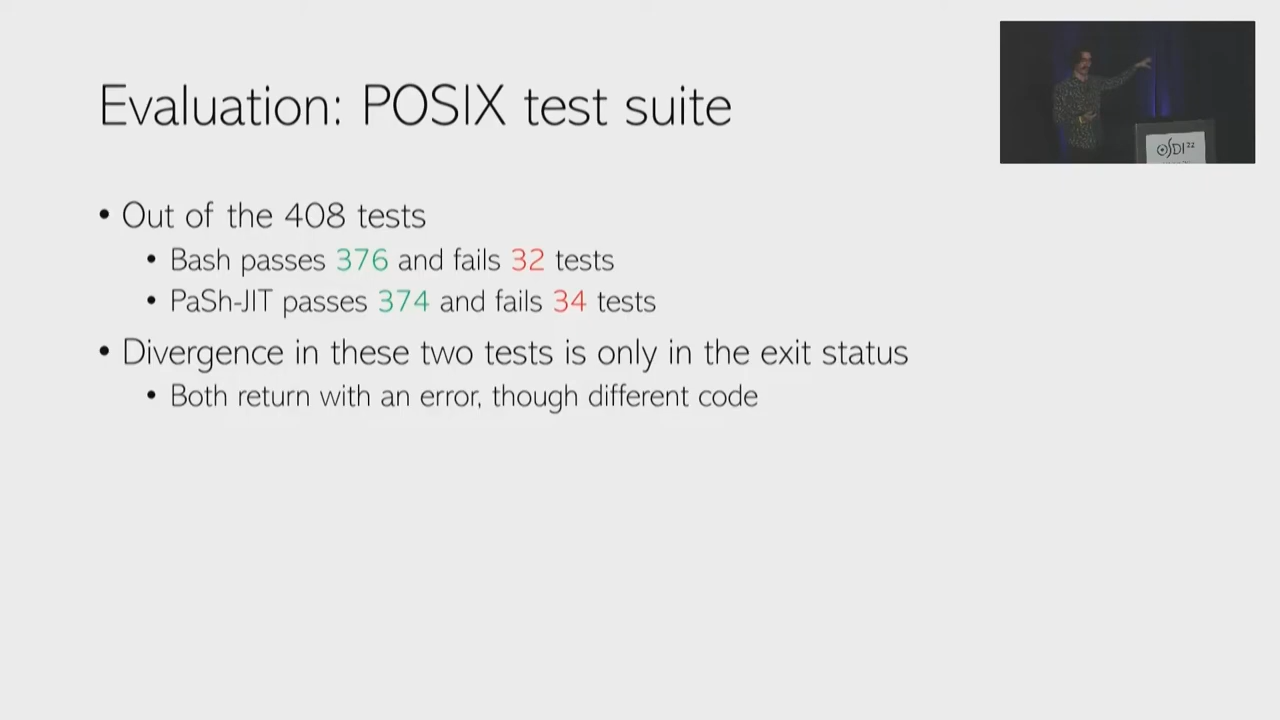 Evaluation: POSIX test suite
OSDI 22
• Out of the 408 tests
• Bash passes 376 and fails 32 tests
• PaSh-JIT passes 374 and fails 34 tests
• Divergence in these two tests is only in the exit status
• Both return with an error, though different code